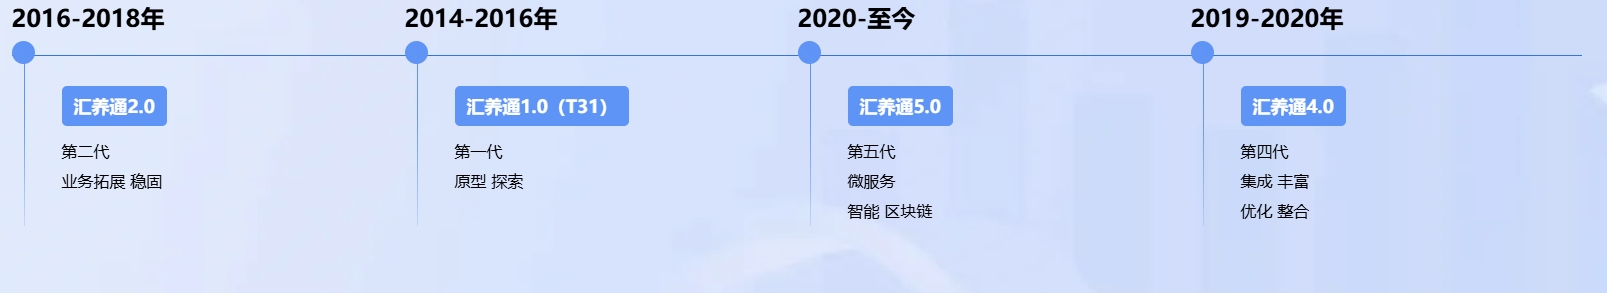 2016-2018年
汇养通2.0
第二代
业务拓展 稳固
2014-2016年
汇养通1.0（T31）
第一代
原型 探索
2020-至今
汇养通5.0
第五代
微服务
智能 区块链
2019-2020年
汇养通4.0
第四代
集成 丰富
优化 整合